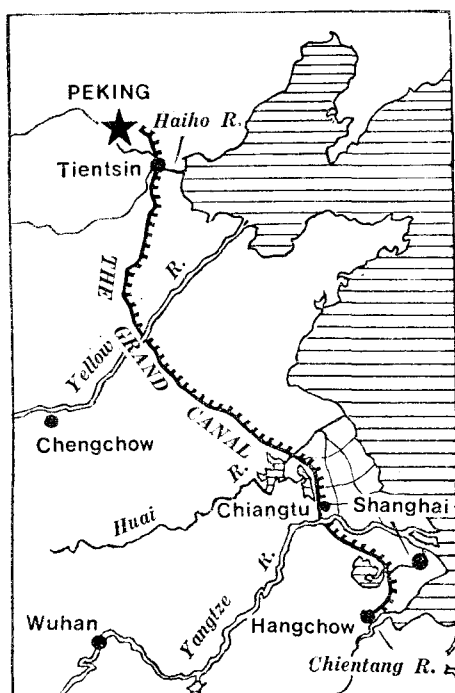 PEKING
Haiho R.
Tientsin
THE
GRAND
CANAL
Yellow R.
Chengchow
Huai R.
Chiangtu
Shanghai
Yangtze R.
Wuhan
Hangchow
Chientang R.